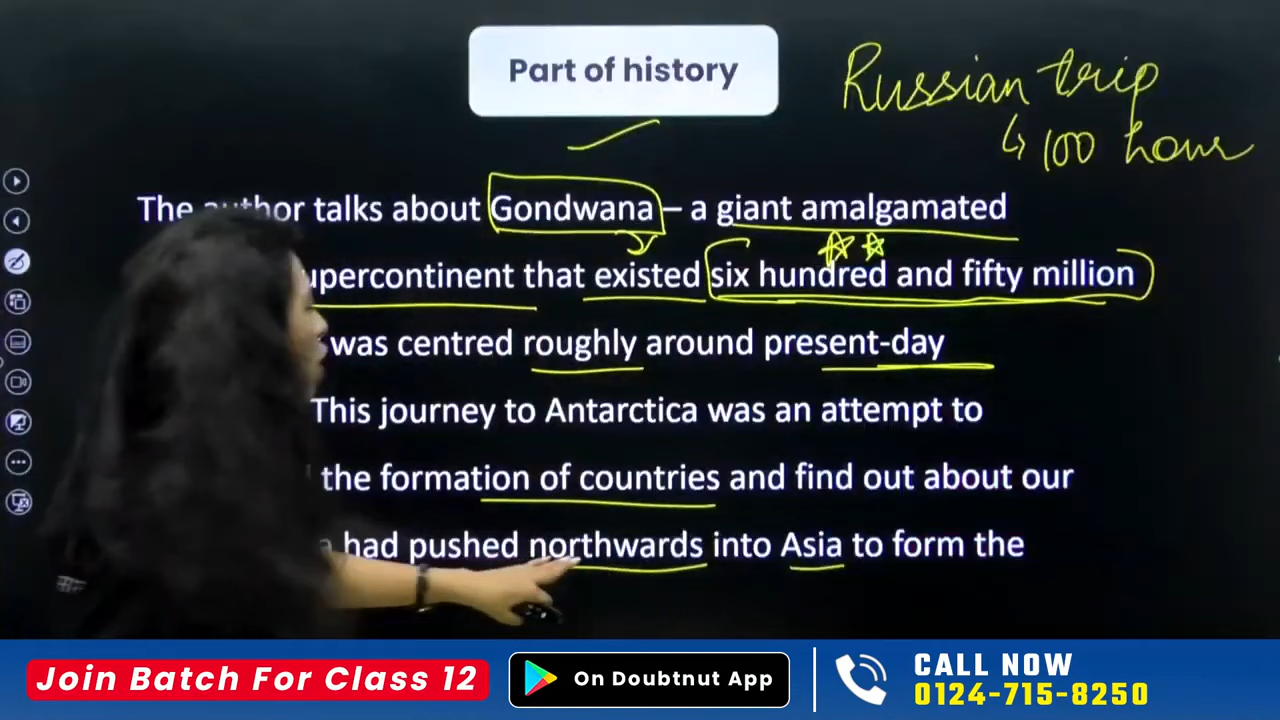 Part of history
Russian trip
↳ 100 hour
The author talks about Gondwana – a giant amalgamated
upercontinent that existed six hundred and fifty million
was centred roughly around present-day
This journey to Antarctica was an attempt to
the formation of countries and find out about our
had pushed northwards into Asia to form the
Join Batch For Class 12
On Doubtnut App
CALL NOW
0124-715-8250